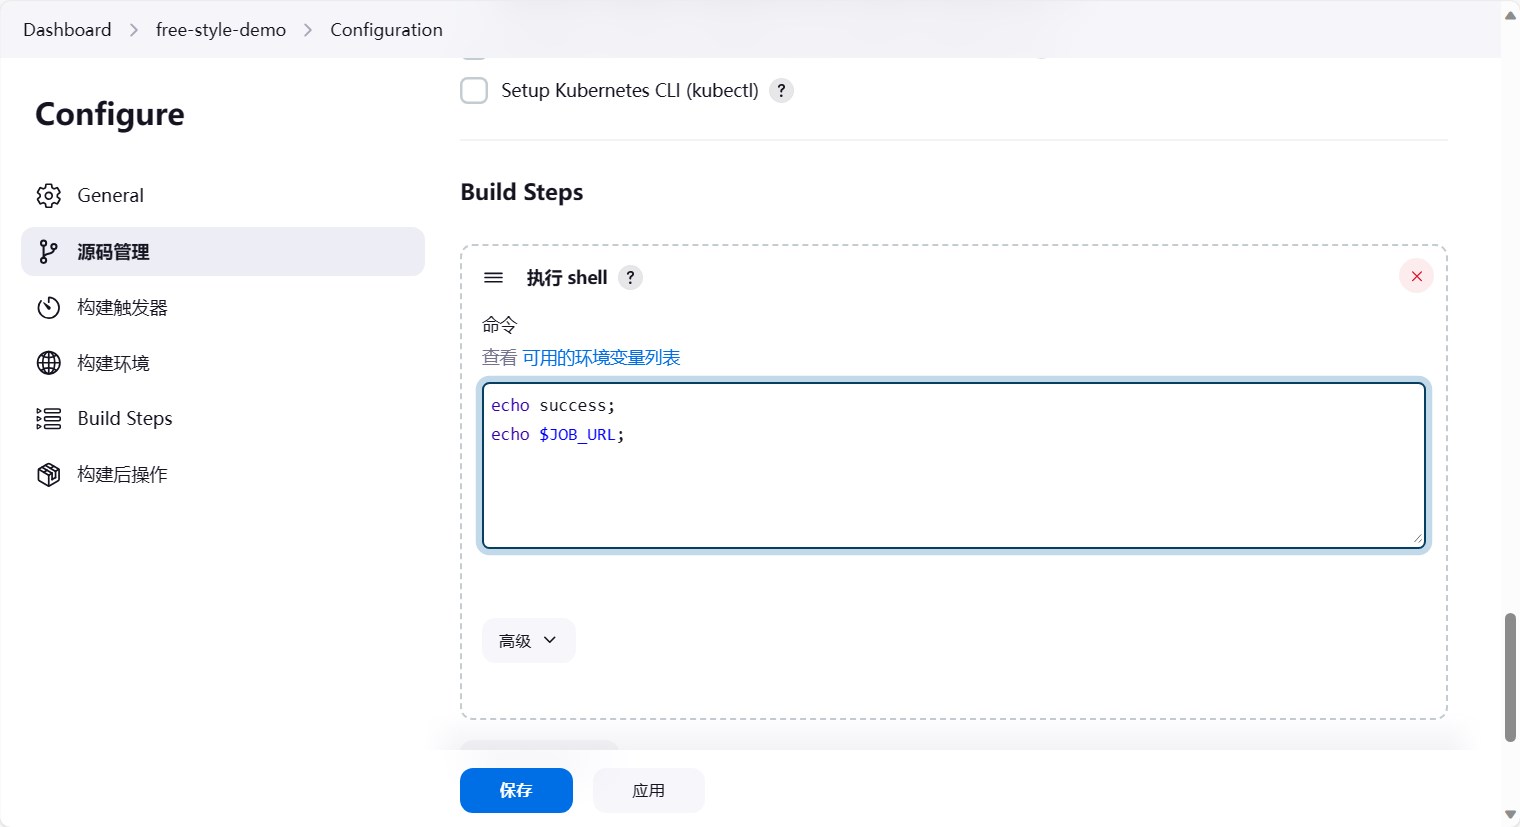 Dashboard > free-style-demo > Configuration
Configure
General
源码管理
构建触发器
构建环境
Build Steps
构建后操作
Setup Kubernetes CLI (kubectl) ?
Build Steps
执行 shell ?
命令
查看 可用的环境变量列表
echo success;
echo $JOB_URL;
高级
保存
应用